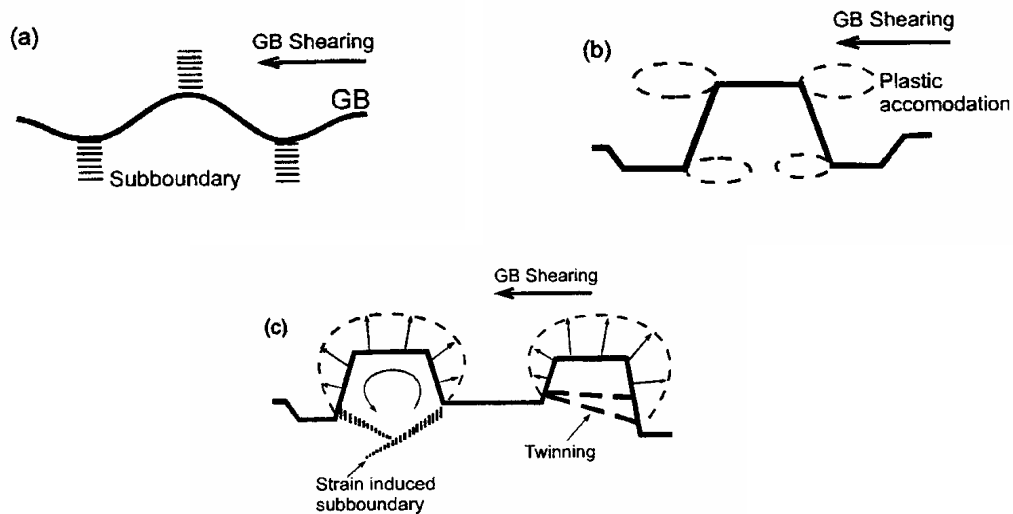 (a)
GB Shearing
GB
Subboundary
(b)
GB Shearing
Plastic
accomodation
(c)
GB Shearing
Twinning
Strain induced
subboundary